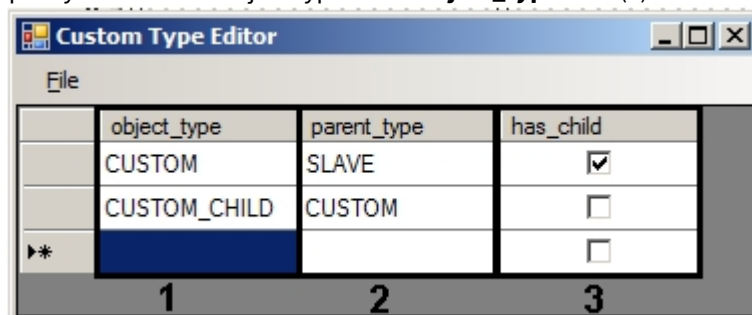 Custom Type Editor
File
object_type parent_type has_child
CUSTOM SLAVE
CUSTOM_CHILD CUSTOM
1 2 3